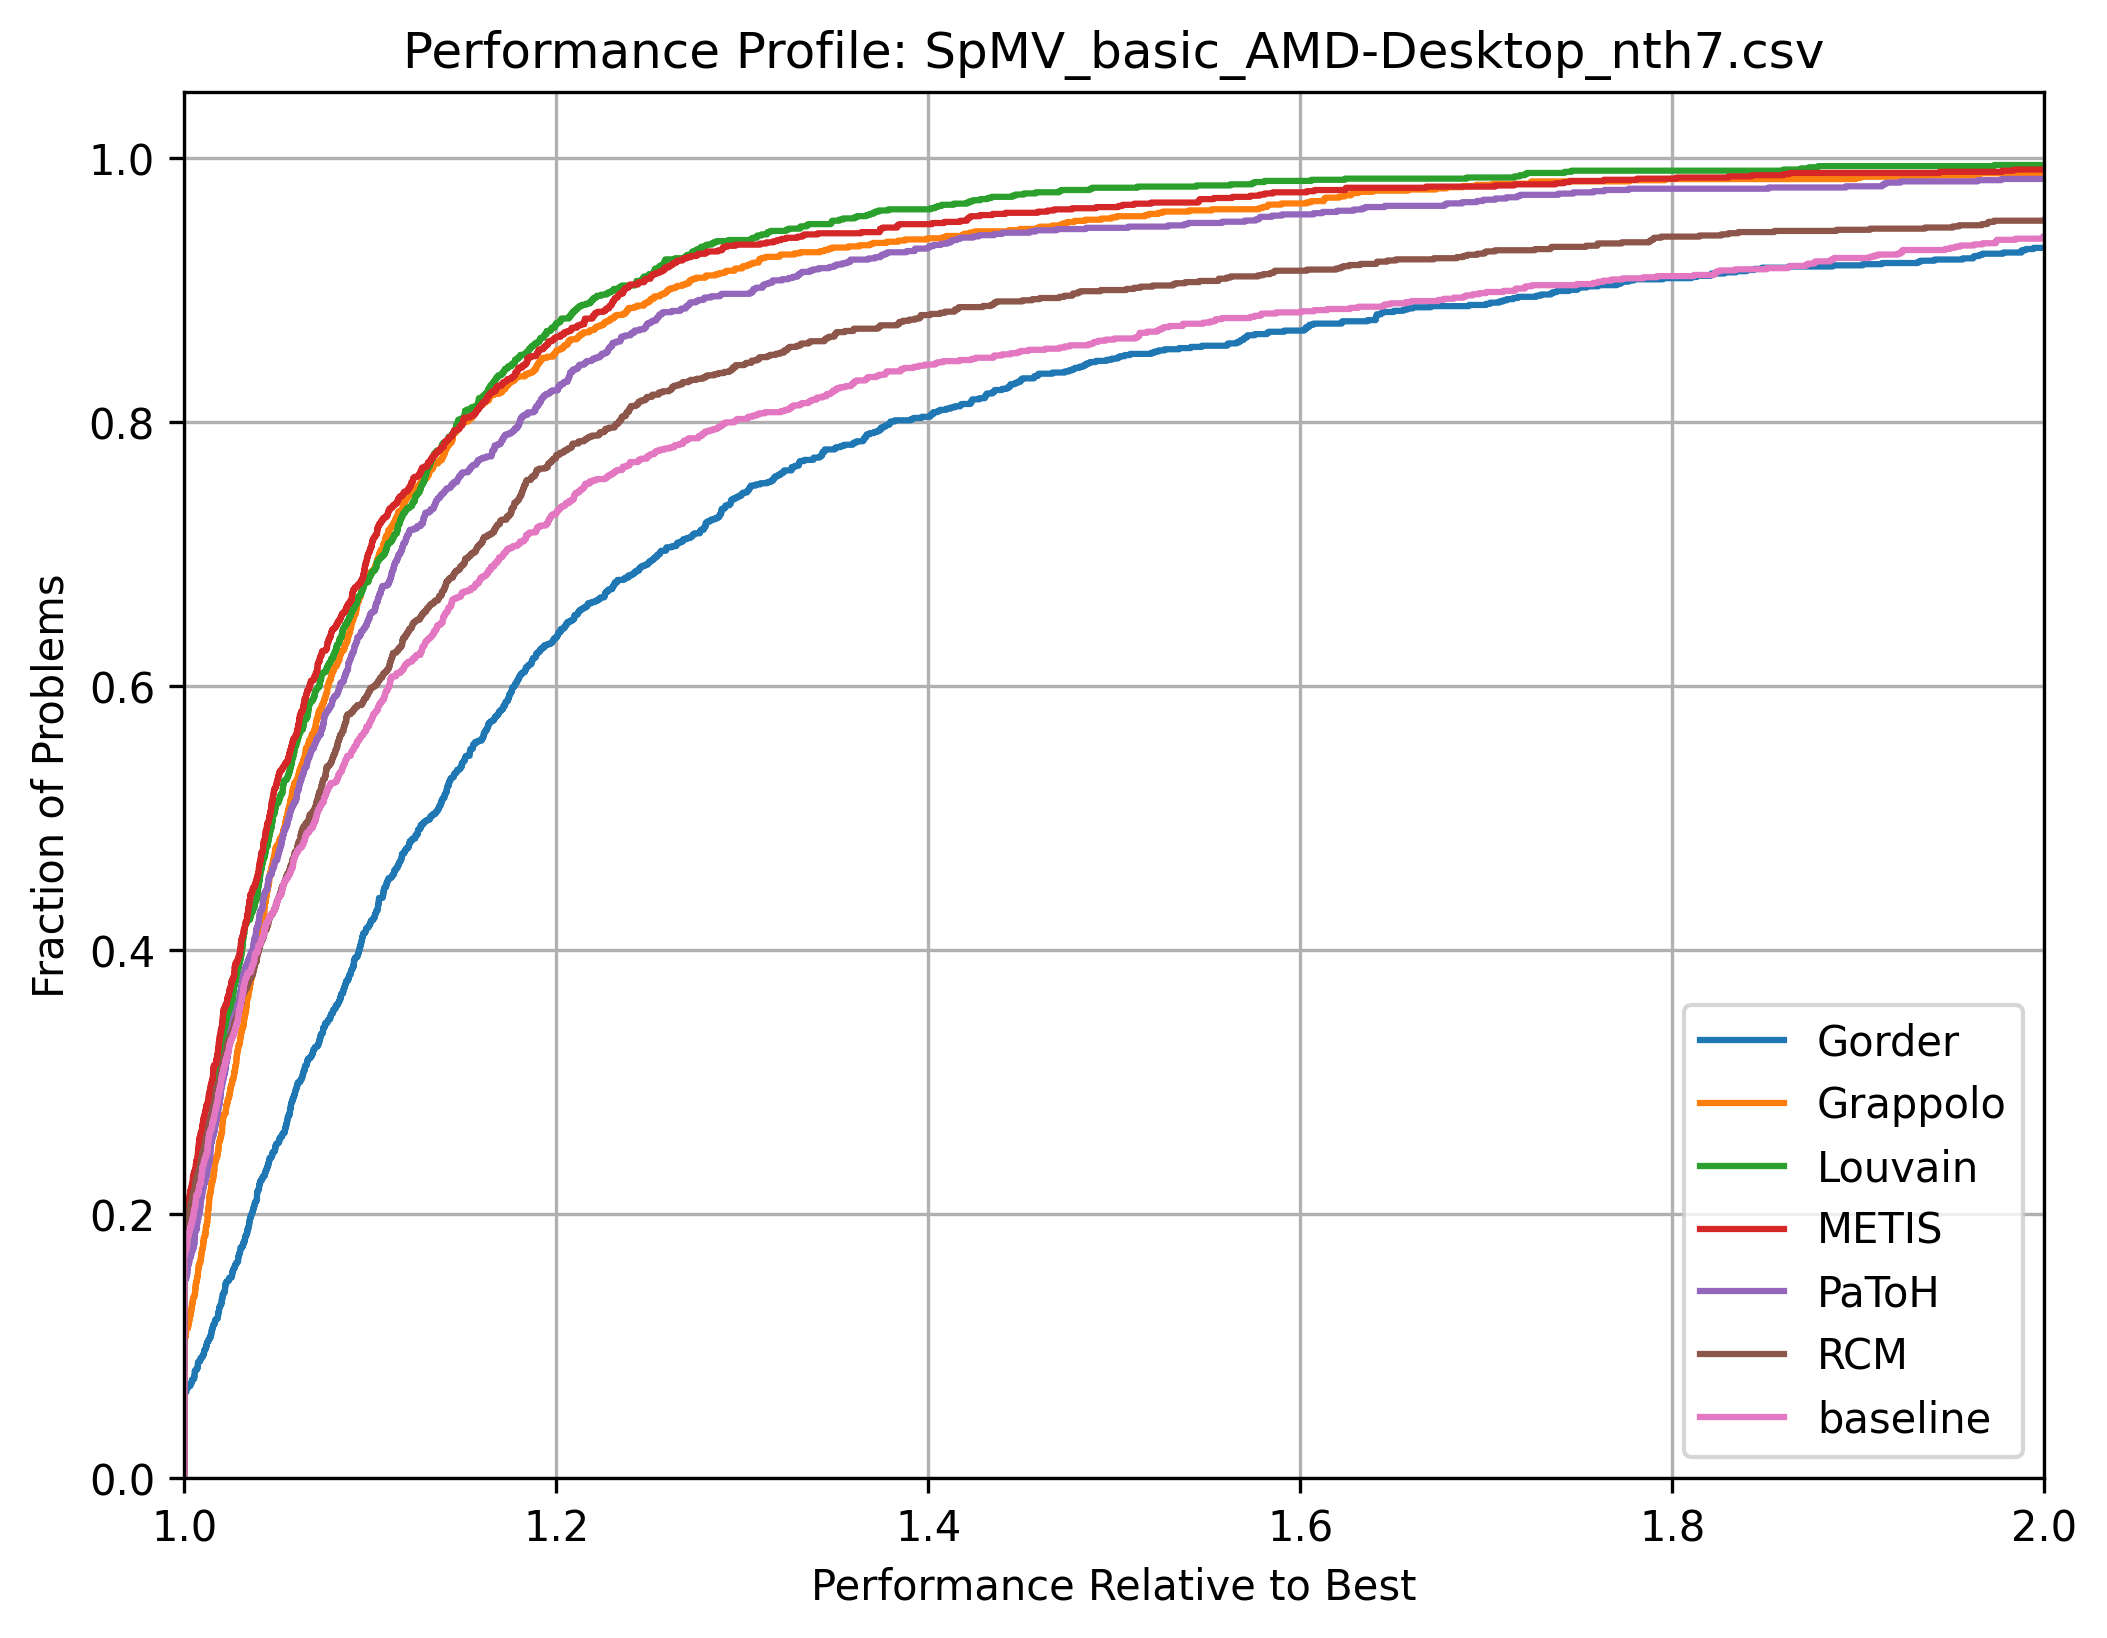 Performance Profile: SpMV_basic_AMD-Desktop_nth7.csv
1.0
0.8
0.6
0.4
0.2
0.0
Fraction of Problems
Gorder
Grappolo
Louvain
METIS
PaToH
RCM
baseline
1.0 1.2 1.4 1.6 1.8 2.0
Performance Relative to Best